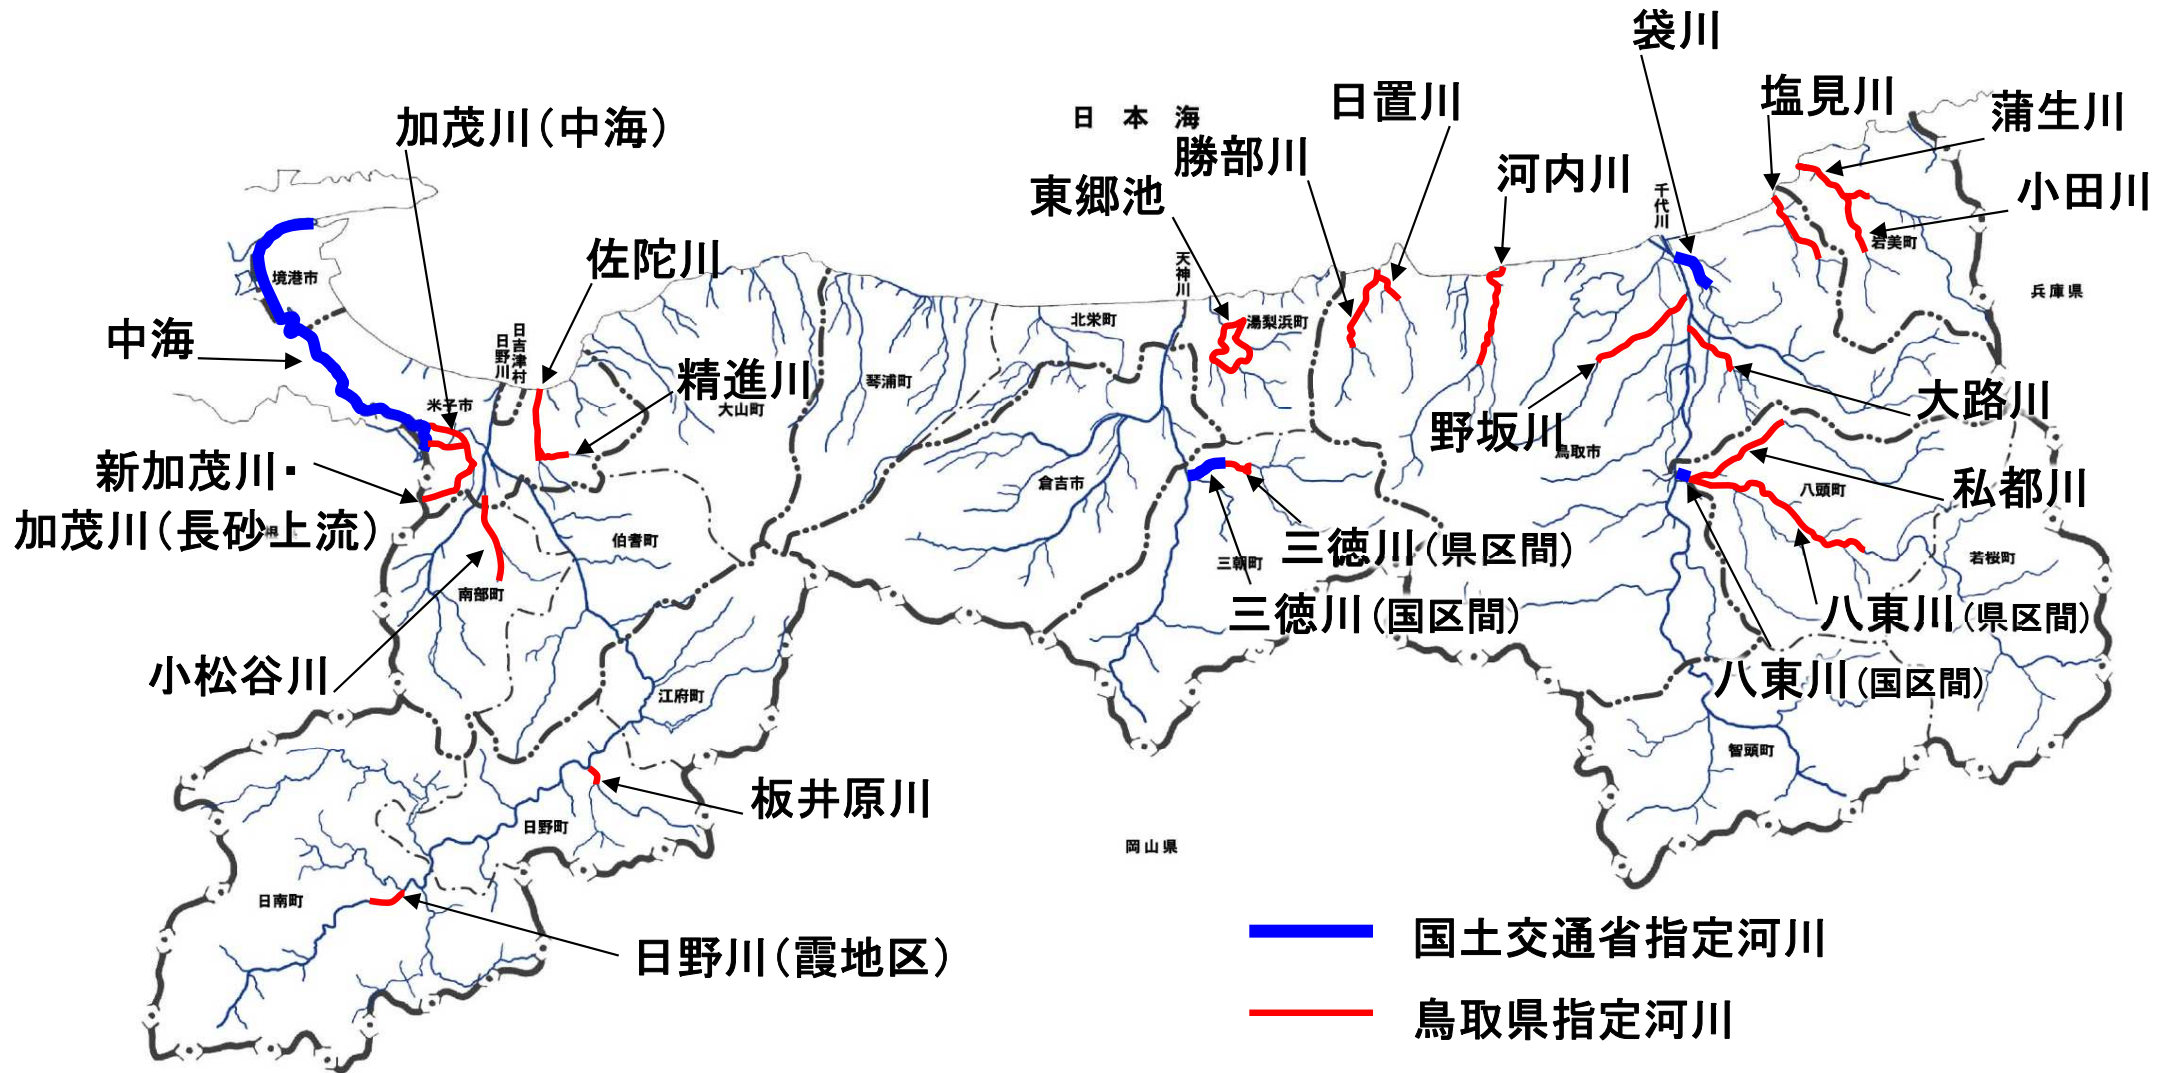 袋川
塩見川
蒲生川
日置川
日本海
加茂川（中海）
勝部川
河内川
東郷池
小田川
千代川
岩美町
佐陀川
天神川
境港市
兵庫県
中海
日吉津村
日野川
北栄町
湯梨浜町
精進川
琴浦町
大山町
米子市
大路川
野坂川
鳥取市
新加茂川・
加茂川（長砂上流）
倉吉市
八頭町
私都川
伯耆町
三徳川（県区間）
三朝町
若桜町
南部町
三徳川（国区間）
八東川（県区間）
小松谷川
八東川（国区間）
江府町
智頭町
板井原川
日野町
岡山県
日南町
日野川（霞地区）
国土交通省指定河川
鳥取県指定河川